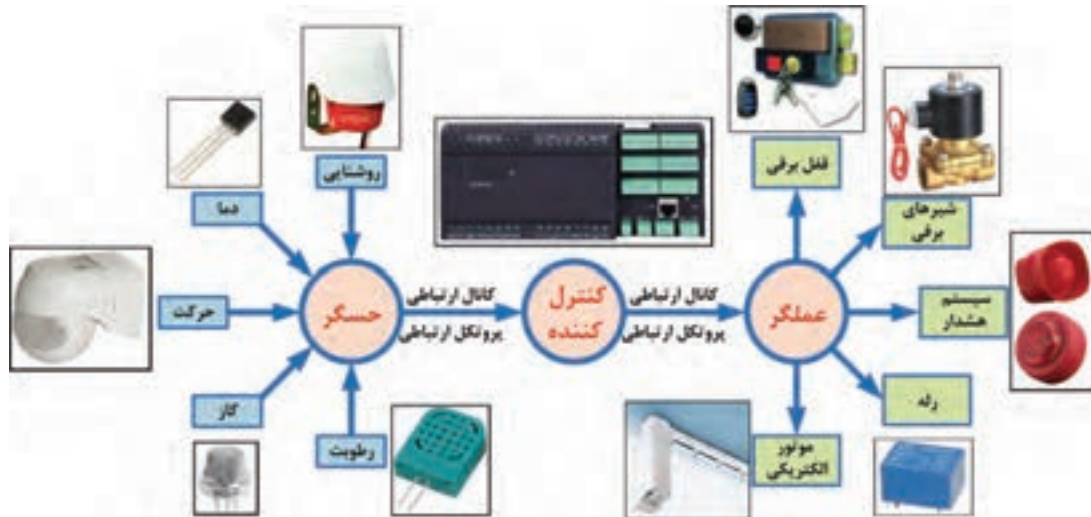 روشنایی
دما
حرکت
گاز
رطوبت
حسگر
کانال ارتباطی
پروتکل ارتباطی
کنترل
کننده
کانال ارتباطی
پروتکل ارتباطی
عملگر
قفل برقی
شیرهای
برقی
سیستم
هشدار
رله
موتور
الکتریکی